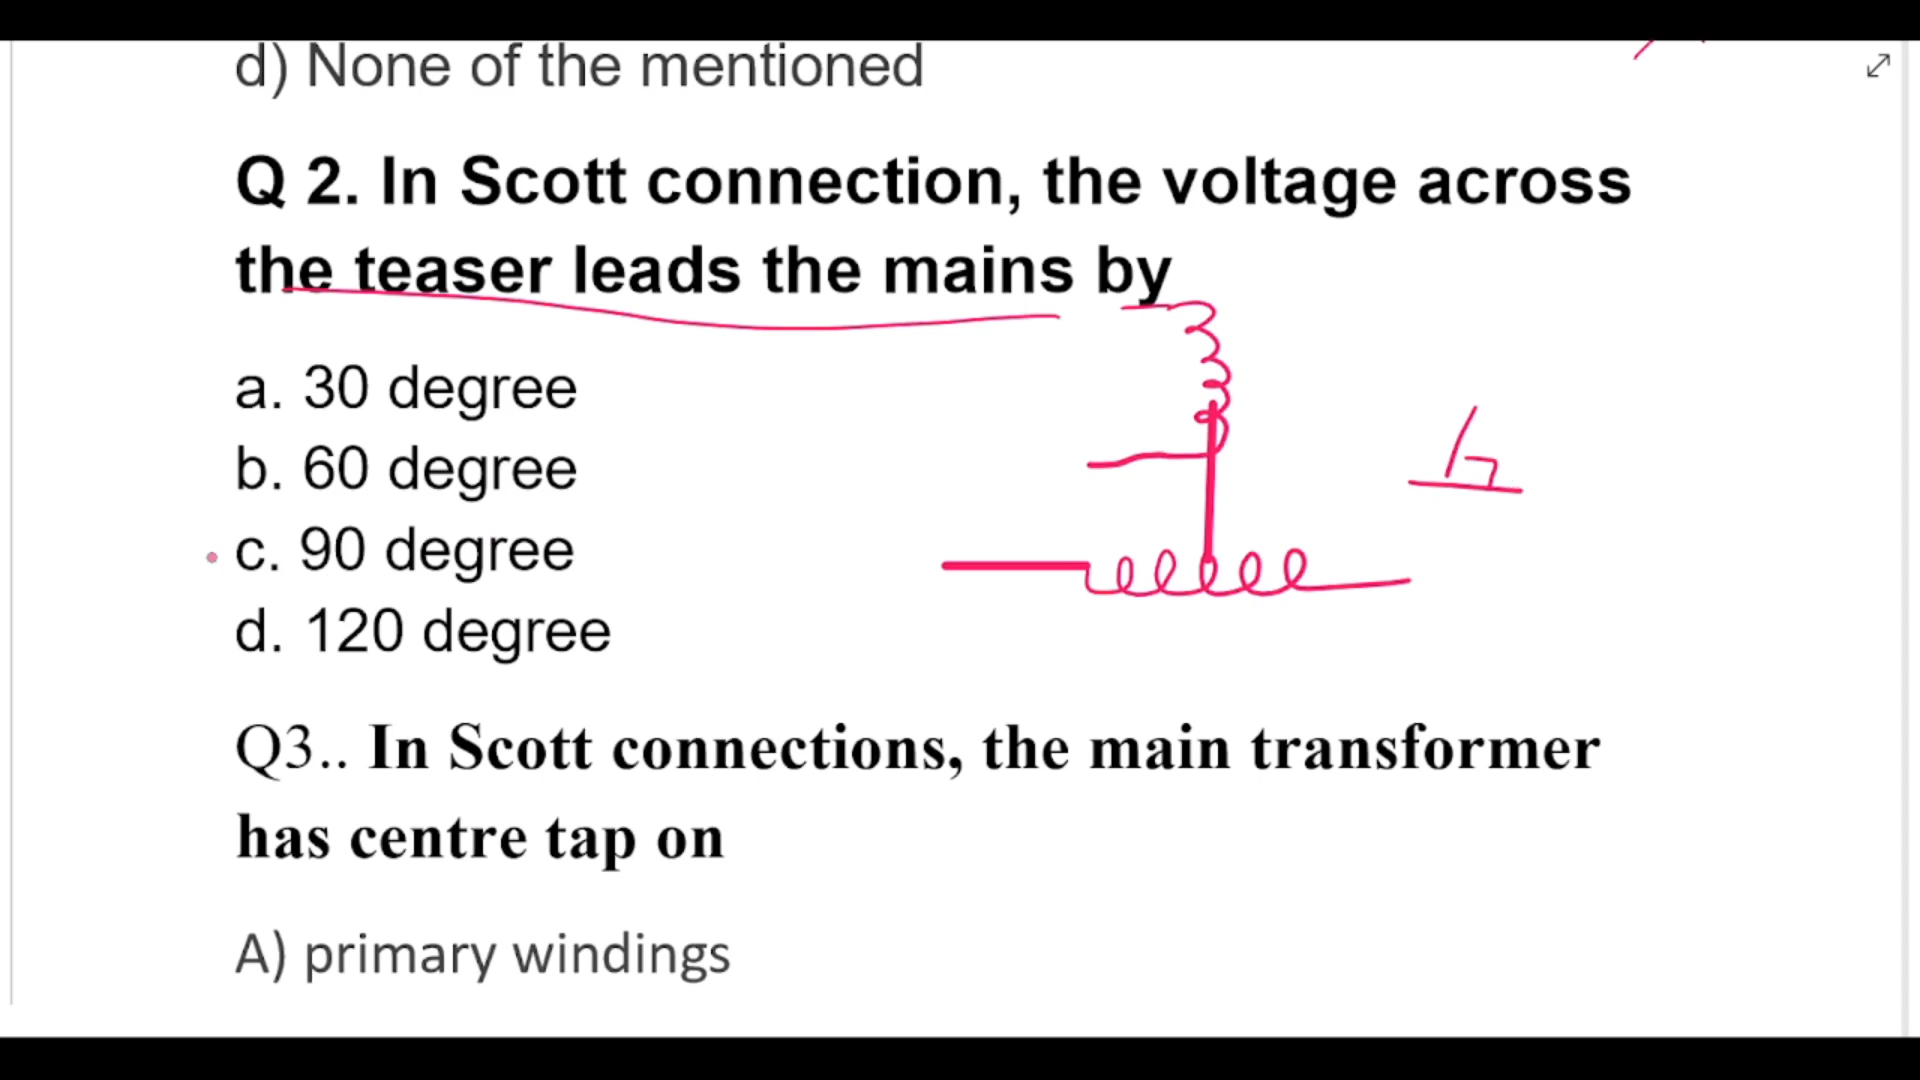 d) None of the mentioned
Q 2. In Scott connection, the voltage across
the teaser leads the mains by
a. 30 degree
b. 60 degree
c. 90 degree
d. 120 degree
Q3.. In Scott connections, the main transformer
has centre tap on
A) primary windings